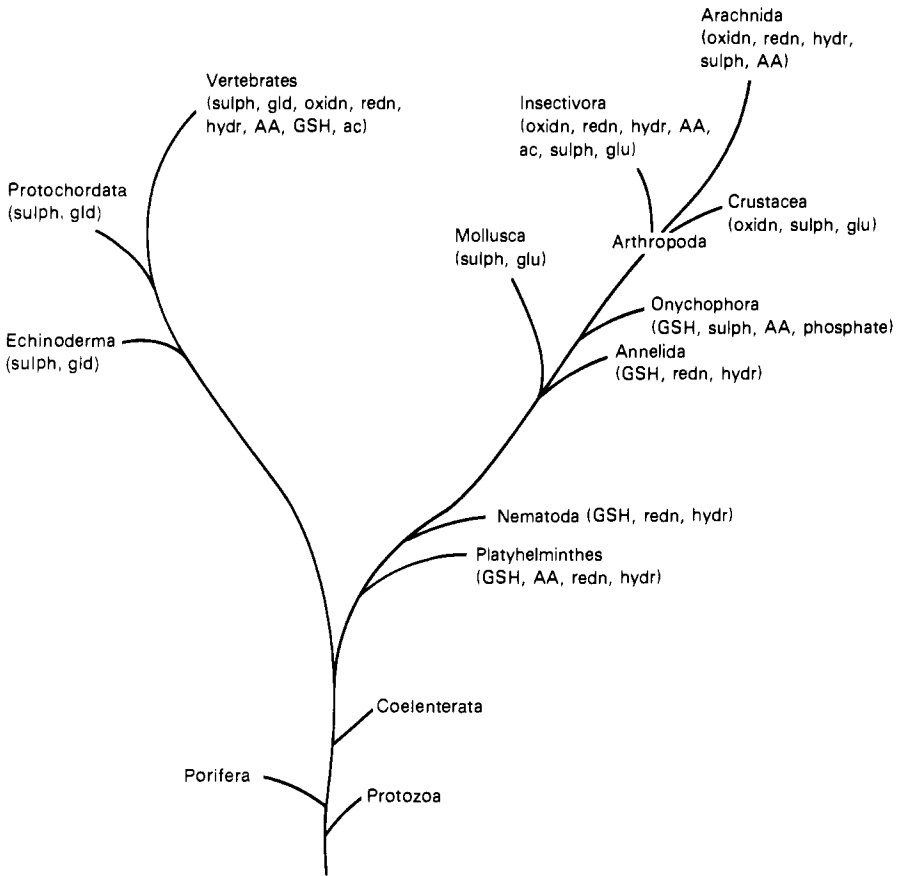 Arachnida
(oxidn, redn, hydr,
sulph, AA)
Vertebrates
(sulph, gld, oxidn, redn,
hydr, AA, GSH, ac)
Insectivora
(oxidn, redn, hydr, AA,
ac, sulph, glu)
Protochordata
(sulph, gld)
Crustacea
(oxidn, sulph, glu)
Mollusca
(sulph, glu)
Arthropoda
Onychophora
(GSH, sulph, AA, phosphate)
Echinoderma
(sulph, gld)
Annelida
(GSH, redn, hydr)
Nematoda (GSH, redn, hydr)
Platyhelminthes
(GSH, AA, redn, hydr)
Coelenterata
Porifera
Protozoa